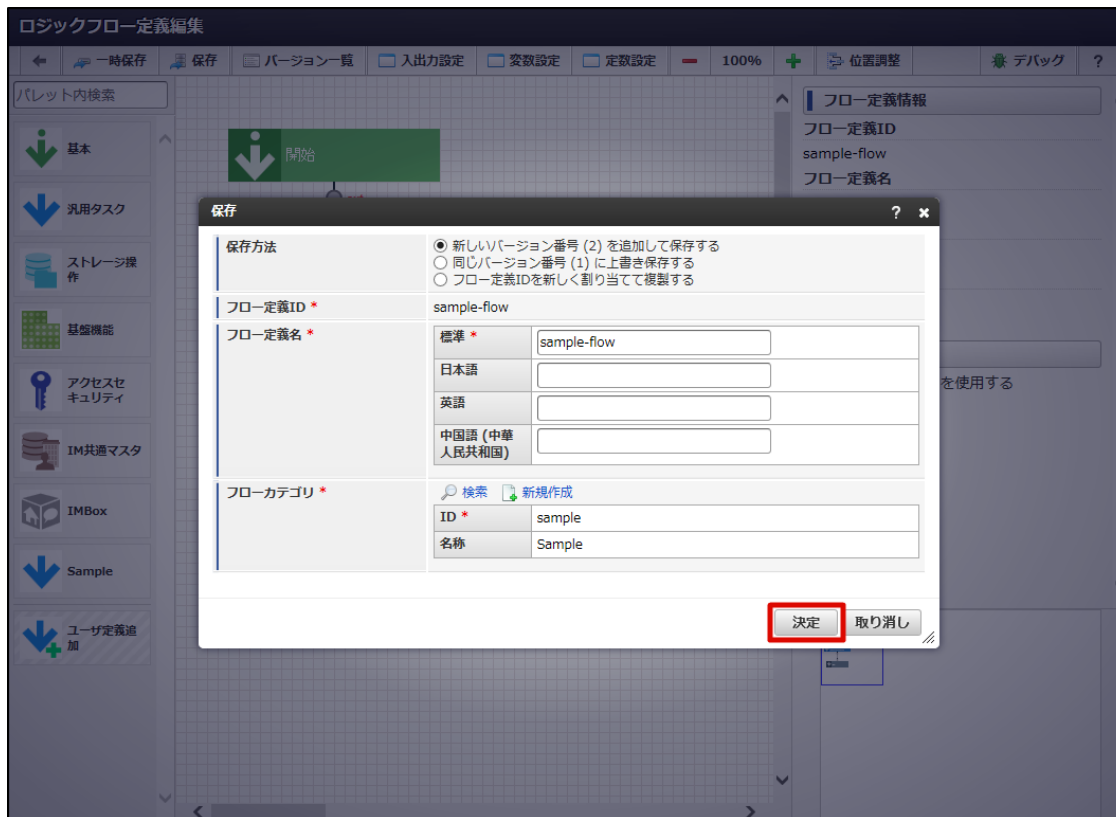 ロジックフロー定義編集
一時保存 保存 バージョン一覧 入出力設定 変数設定 定数設定 100% 位置調整 デバッグ ?
パレット内検索
基本
汎用タスク
ストレージ操
作
基盤機能
アクセスセ
キュリティ
IM共通マスタ
IMBox
Sample
ユーザ定義追
加
開始
フロー定義情報
フロー定義ID
sample-flow
フロー定義名
を使用する
保存 ?
保存方法
新しいバージョン番号 (2) を追加して保存する
同じバージョン番号 (1) に上書き保存する
フロー定義IDを新しく割り当てて複製する
フロー定義ID * sample-flow
フロー定義名 *
標準 * sample-flow
日本語
英語
中国語 (中華
人民共和国)
フローカテゴリ *
検索 新規作成
ID * sample
名称 Sample
決定 取り消し